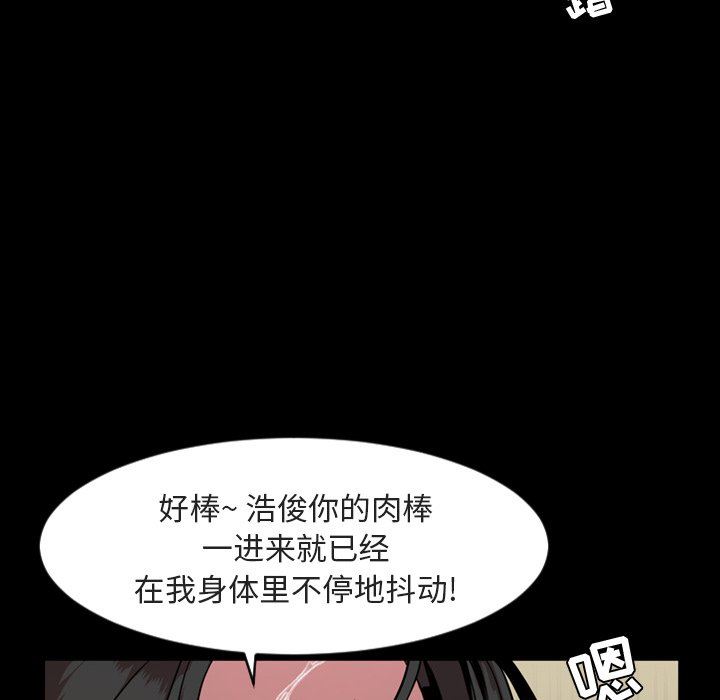 踏
好棒~ 浩俊你的肉棒
一进来就已经
在我身体里不停地抖动!
嗯